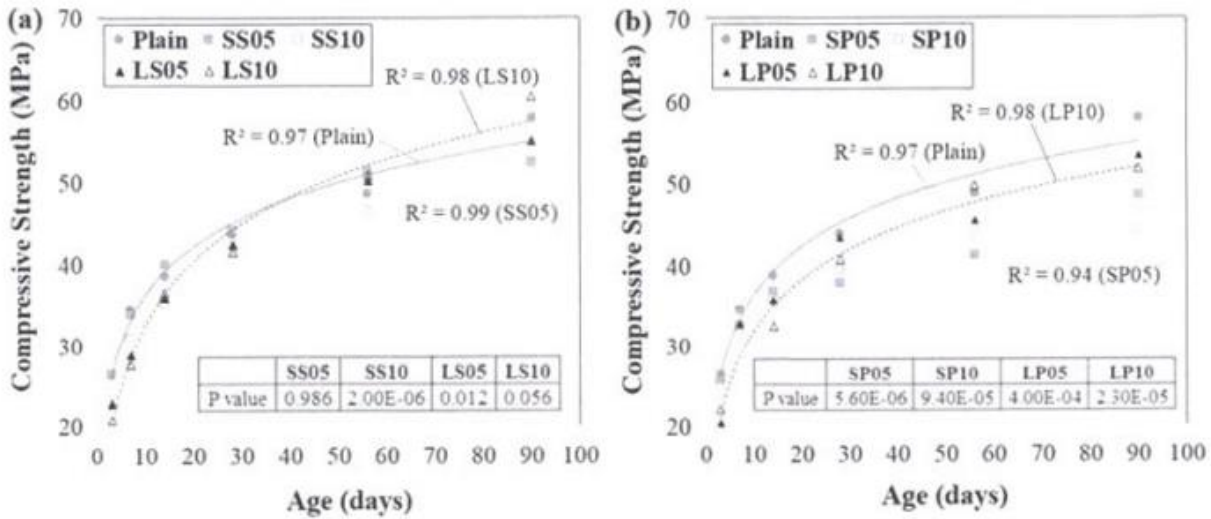 (a)
70
60
50
40
30
20
Compressive Strength (MPa)
Plain SS05 SS10
LS05 LS10
R² = 0.98 (LS10)
R² = 0.97 (Plain)
R² = 0.99 (SS05)
SS05 SS10 LS05 LS10
P value 0.986 2.00E-06 0.012 0.056
0 10 20 30 40 50 60 70 80 90 100
Age (days)
(b)
70
60
50
40
30
20
Compressive Strength (MPa)
Plain SP05 SP10
LP05 LP10
R² = 0.98 (LP10)
R² = 0.97 (Plain)
R² = 0.94 (SP05)
SP05 SP10 LP05 LP10
P value 5.60E-06 9.40E-05 4.00E-04 2.30E-05
0 10 20 30 40 50 60 70 80 90 100
Age (days)